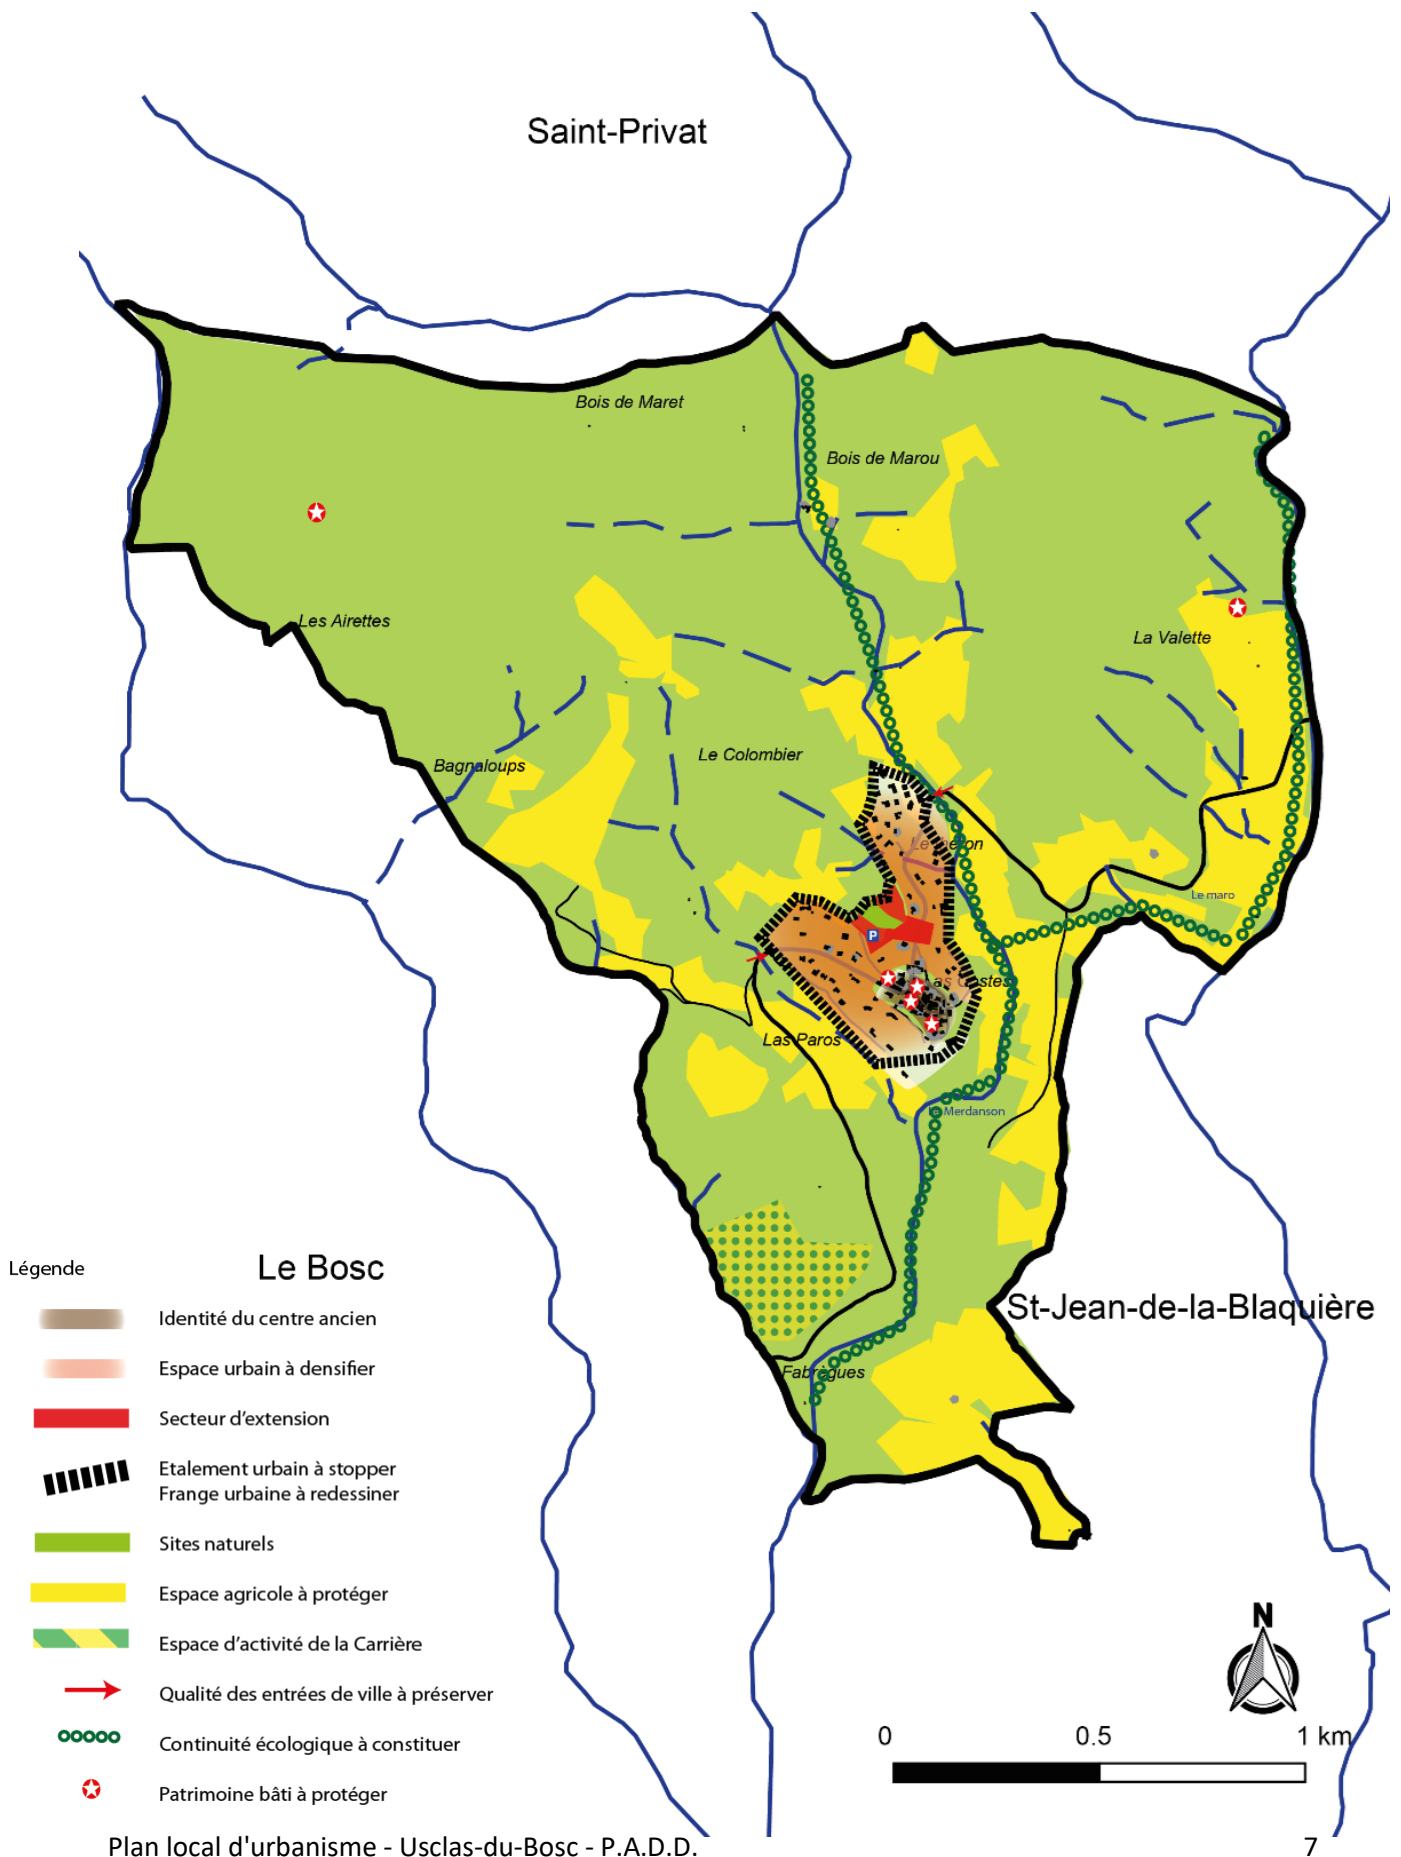 Saint-Privat
Bois de Maret
Bois de Marou
Les Airettes
La Valette
Le Colombier
Bagnaloups
Le maro
P
Las Costes
Las Paros
Le Merdanson
Fabrègues
Le Bosc
St-Jean-de-la-Blaquière
Légende
Identité du centre ancien
Espace urbain à densifier
Secteur d'extension
Etalement urbain à stopper
Frange urbaine à redessiner
Sites naturels
Espace agricole à protéger
Espace d'activité de la Carrière
Qualité des entrées de ville à préserver
Continuité écologique à constituer
Patrimoine bâti à protéger
N
0 0.5 1 km
Plan local d'urbanisme - Usclas-du-Bosc - P.A.D.D. 7